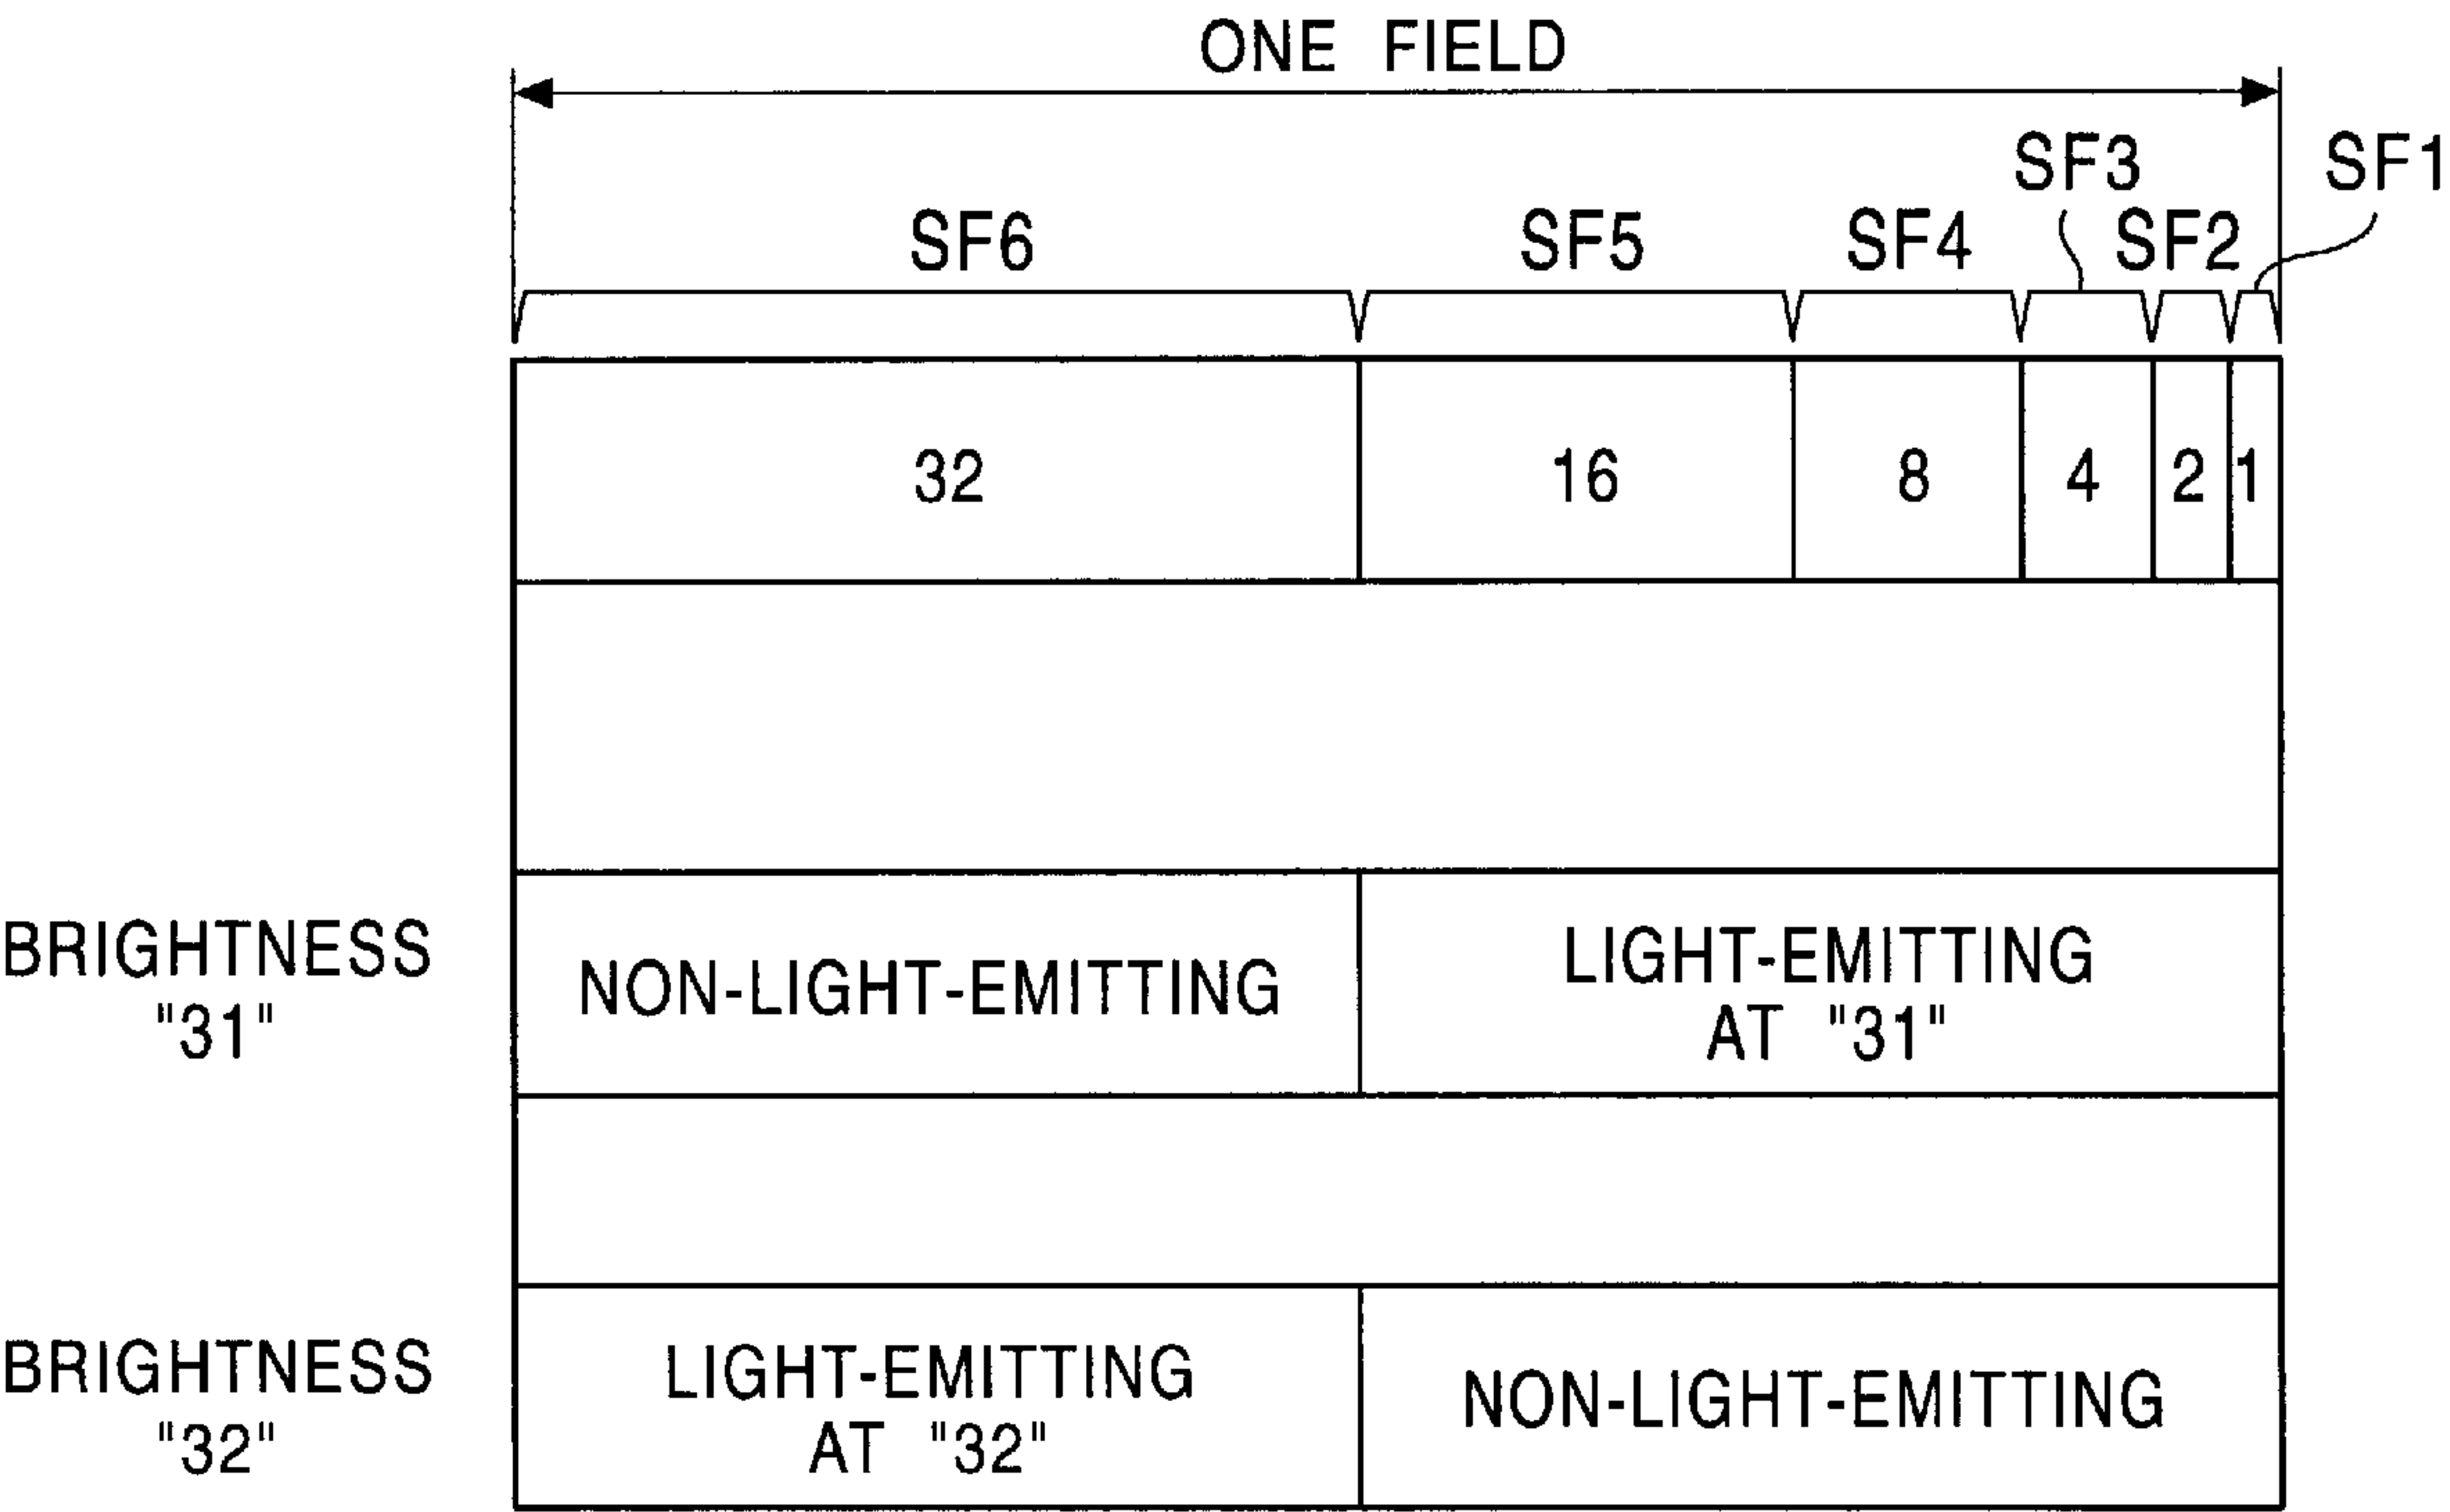 ONE FIELD
SF3 SF1
SF6 SF5 SF4 SF2
32 16 8 4 2 1
BRIGHTNESS
"31"
NON-LIGHT-EMITTING
LIGHT-EMITTING
AT "31"
BRIGHTNESS
"32"
LIGHT-EMITTING
AT "32"
NON-LIGHT-EMITTING